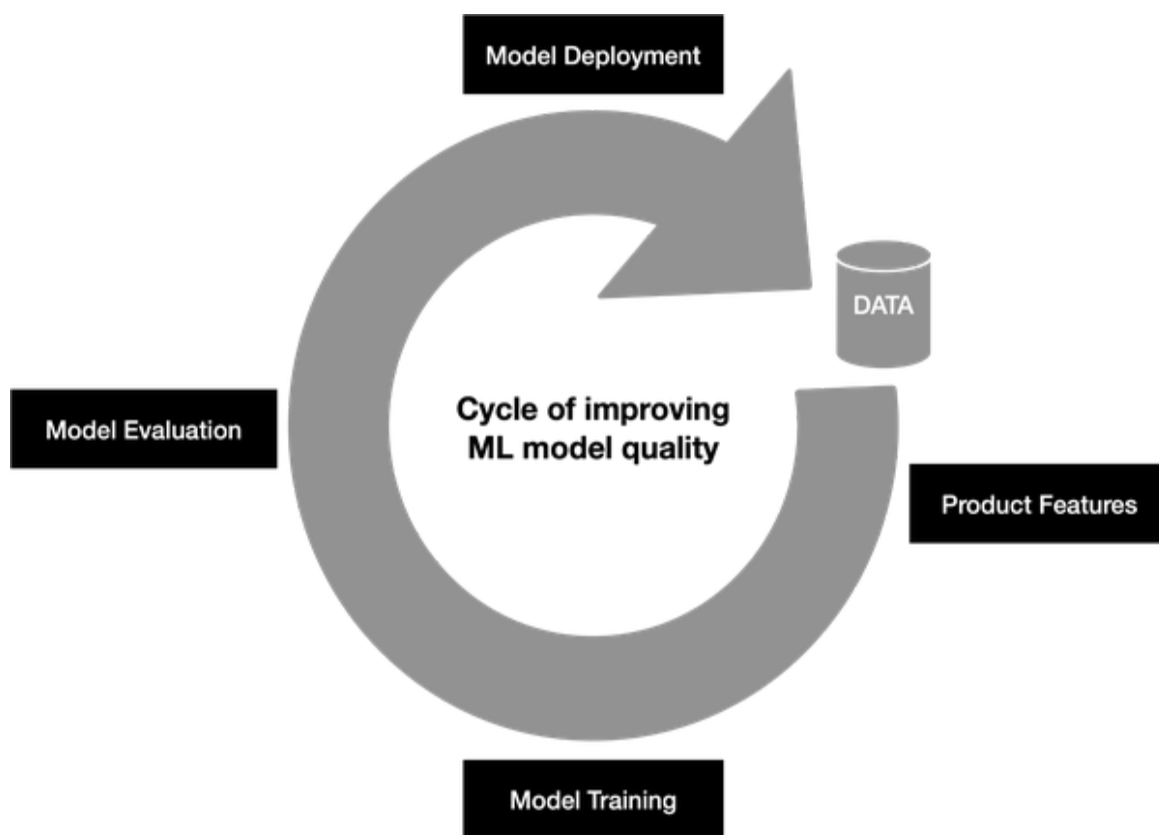 Model Deployment
DATA
Model Evaluation
Cycle of improving
ML model quality
Product Features
Model Training